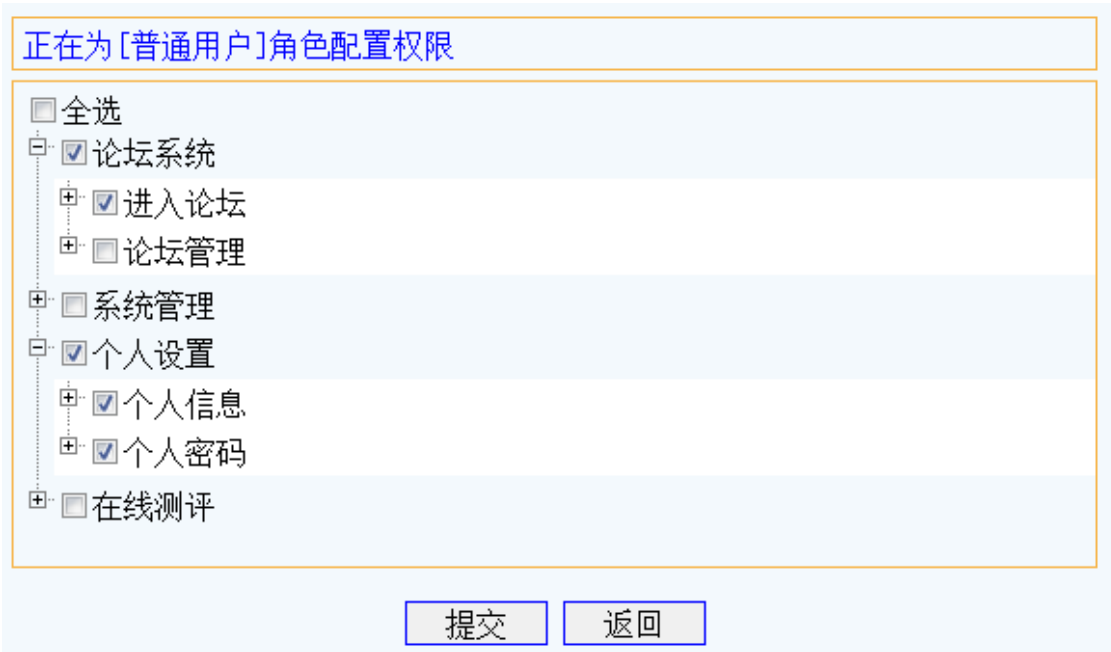 正在为[普通用户]角色配置权限
全选
论坛系统
进入论坛
论坛管理
系统管理
个人设置
个人信息
个人密码
在线测评
提交 返回